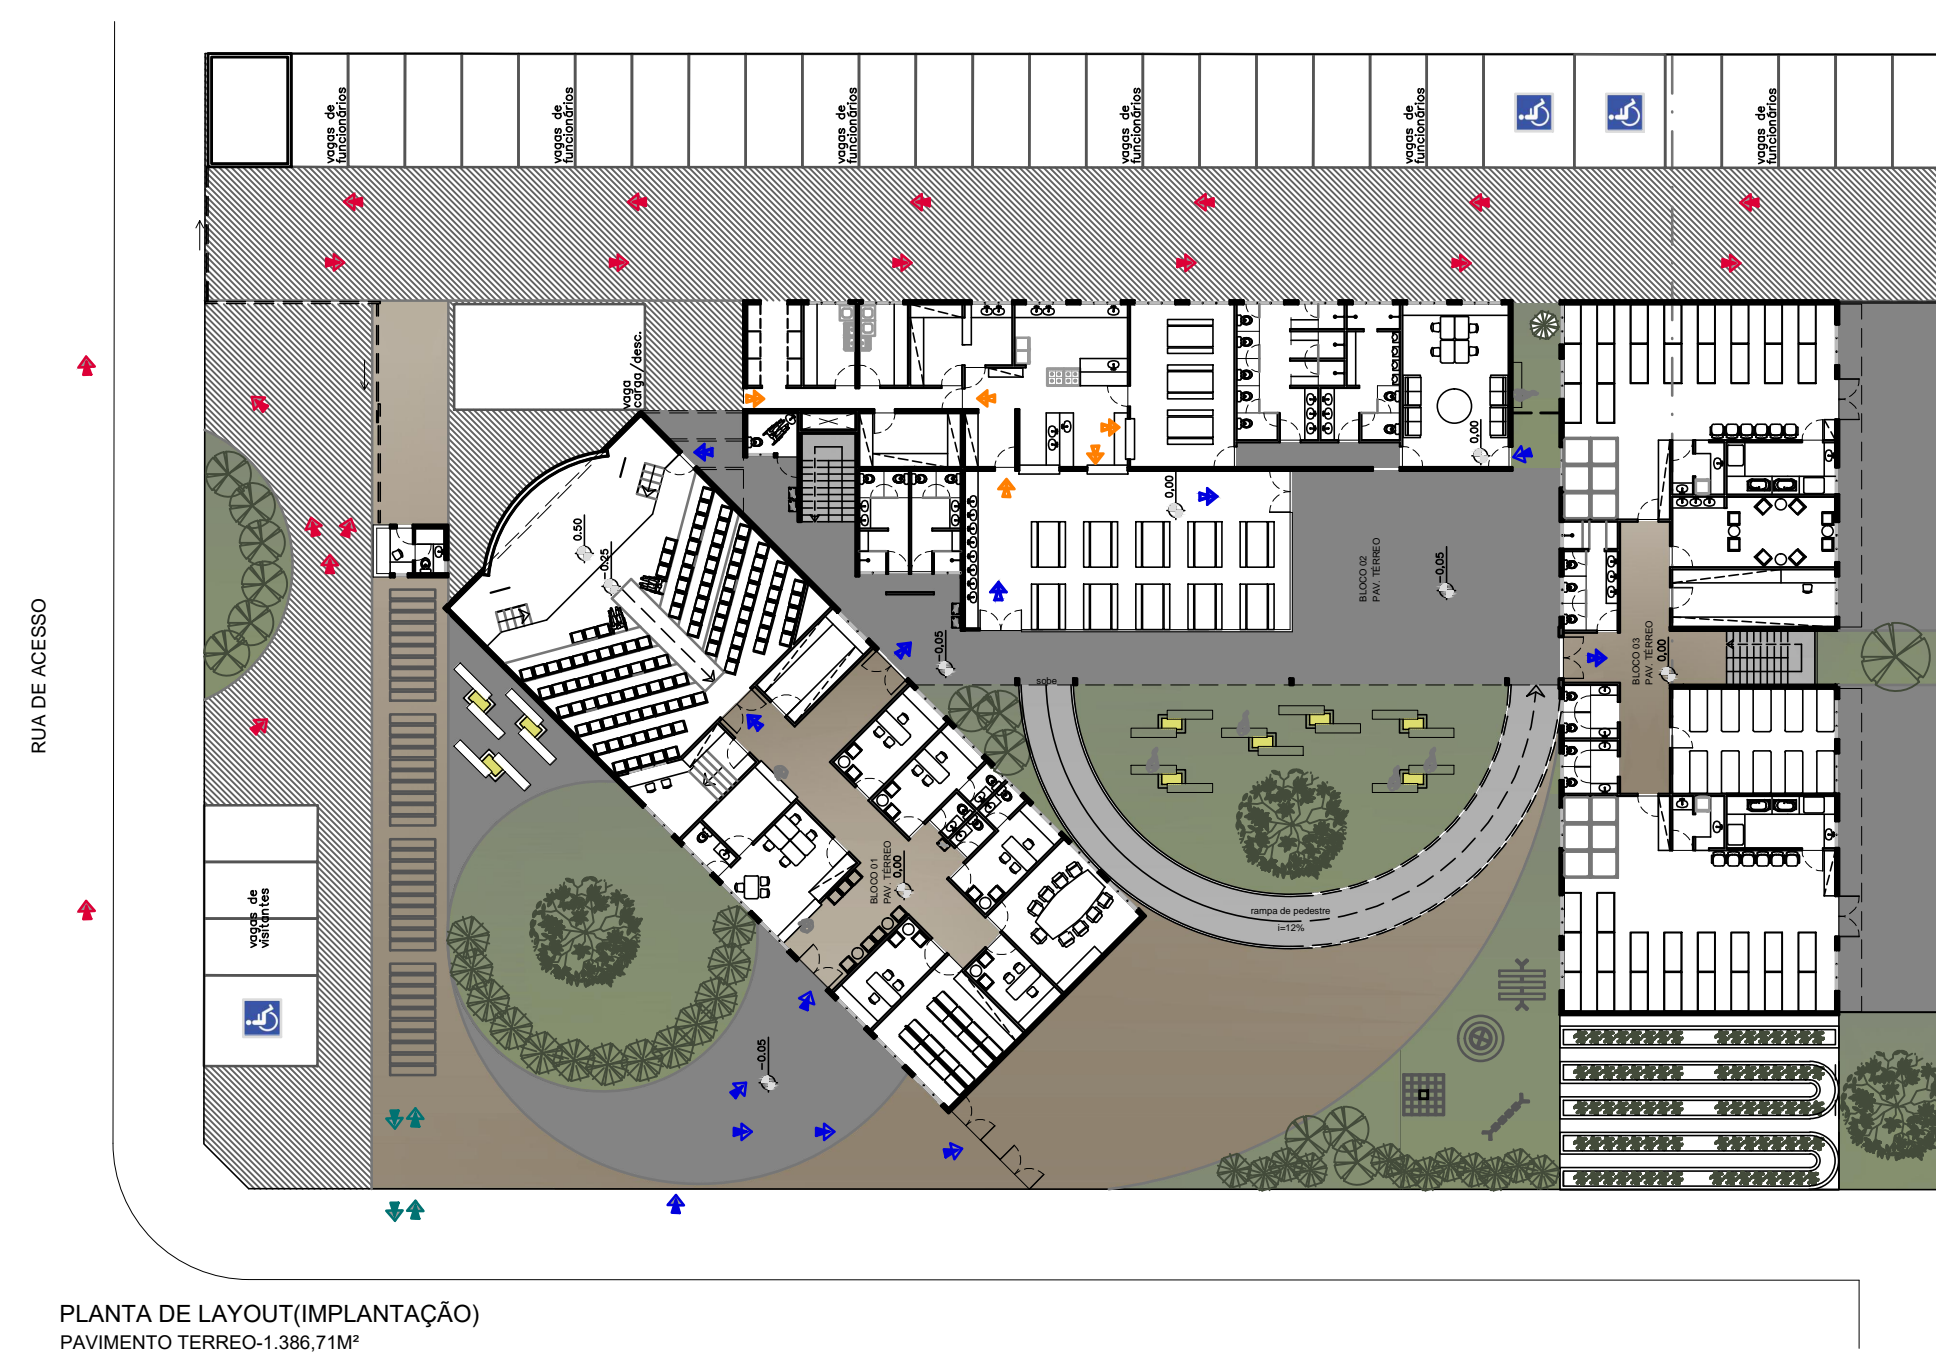 vagas de
funcionários
vagas de
funcionários
vagas de
funcionários
vagas de
funcionários
vagas de
funcionários
vagas de
funcionários
vaga
carga/desc.
0,00
0,00
0.50
-0.25
BLOCO 02
PAV. TÉRREO
-0,05
RUA DE ACESSO
-0,05
BLOCO 03
PAV. TÉRREO
0,00
sobe
BLOCO 01
PAV. TÉRREO
0,00
vagas de
visitantes
rampa de pedestre
i=12%
-0.05
PLANTA DE LAYOUT(IMPLANTAÇÃO)
PAVIMENTO TERREO-1.386,71M²